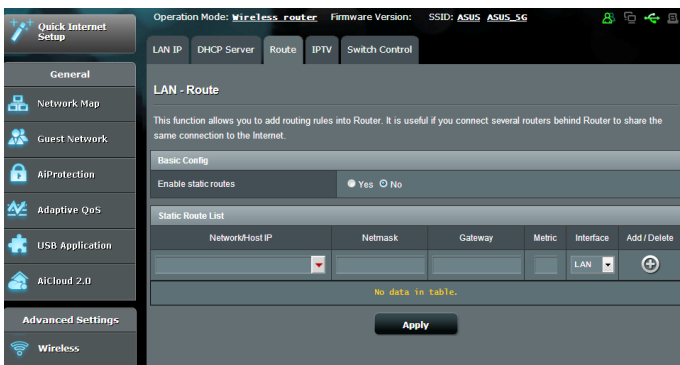 Quick Internet
Setup
General
Network Map
Guest Network
AiProtection
Adaptive QoS
USB Application
AiCloud 2.0
Advanced Settings
Wireless
Operation Mode: Wireless router Firmware Version: SSID: ASUS ASUS_5G
LAN IP DHCP Server Route IPTV Switch Control
LAN - Route
This function allows you to add routing rules into Router. It is useful if you connect several routers behind Router to share the
same connection to the Internet.
Basic Config
Enable static routes Yes No
Static Route List
Network/Host IP Netmask Gateway Metric Interface Add / Delete
LAN
No data in table.
Apply